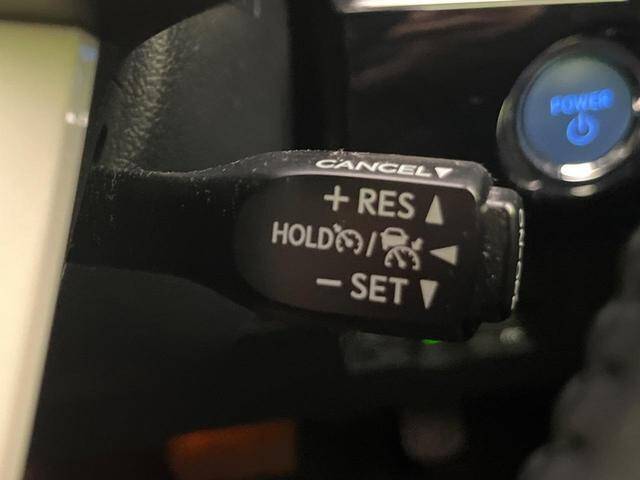 POWER
CANCEL▼
+ RES ▲
HOLD / ◀
− SET ▼